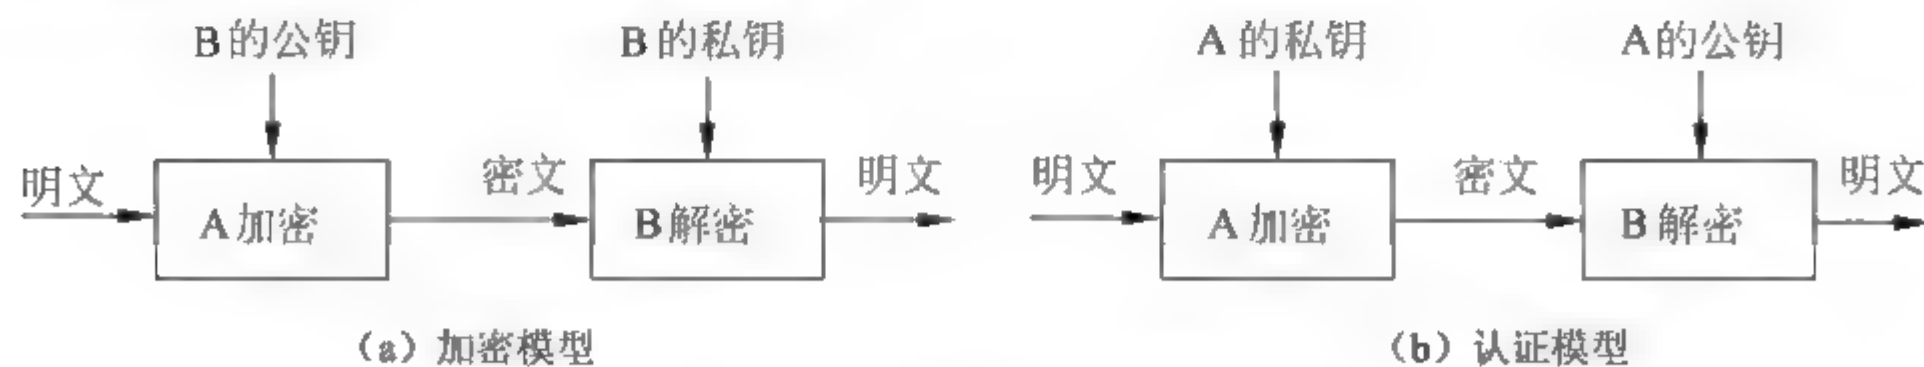 B的公钥 B的私钥 A的私钥 A的公钥
明文 密文 明文 明文 密文 明文
A加密 B解密 A加密 B解密
(a) 加密模型 (b) 认证模型